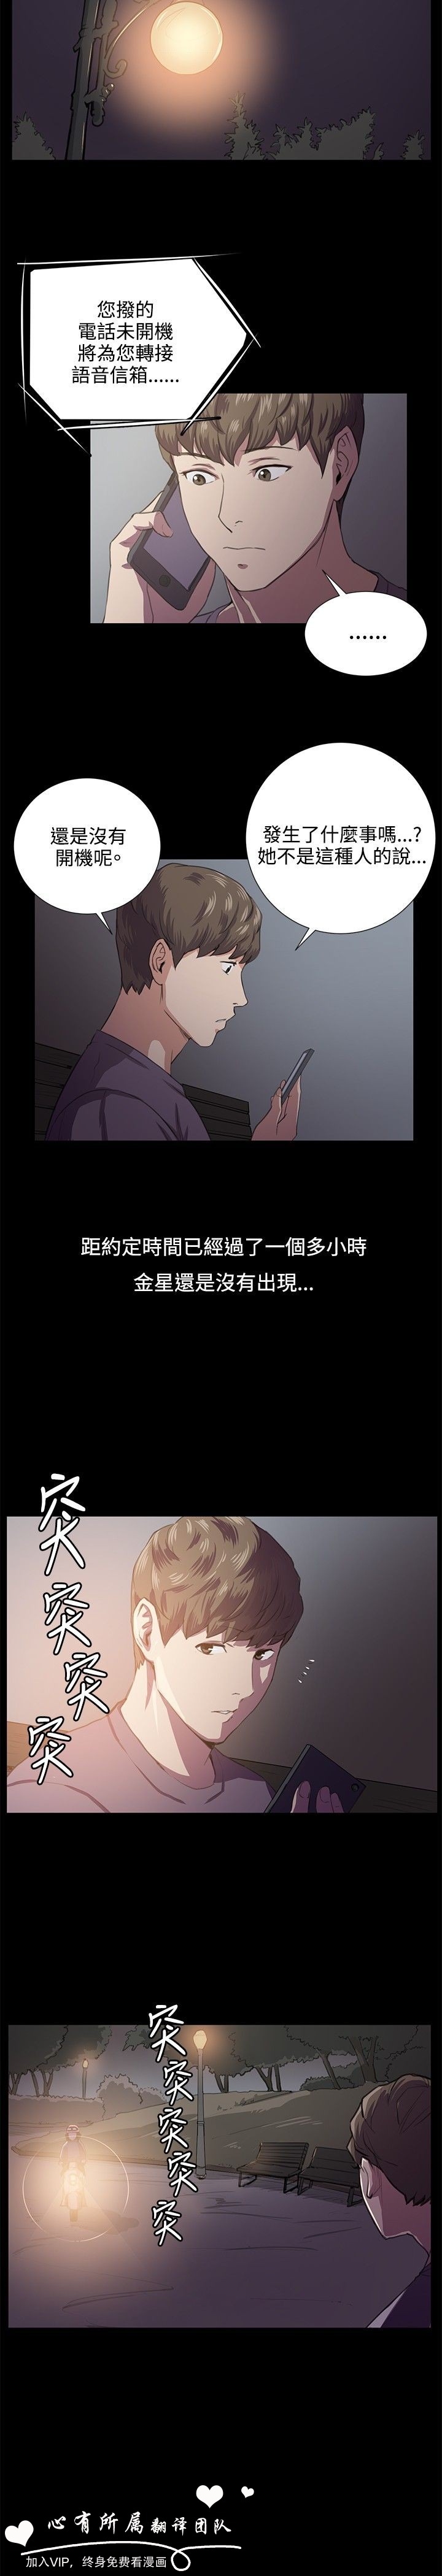 您撥的
電話未開機
將為您轉接
語音信箱......
......
還是沒有
開機呢。
發生了什麼事嗎...?
她不是這種人的說...
距約定時間已經過了一個多小時
金星還是沒有出現...
突
突
突
突
突
突
突
突
突
心有所属翻译团队
加入VIP，终身免费看漫画